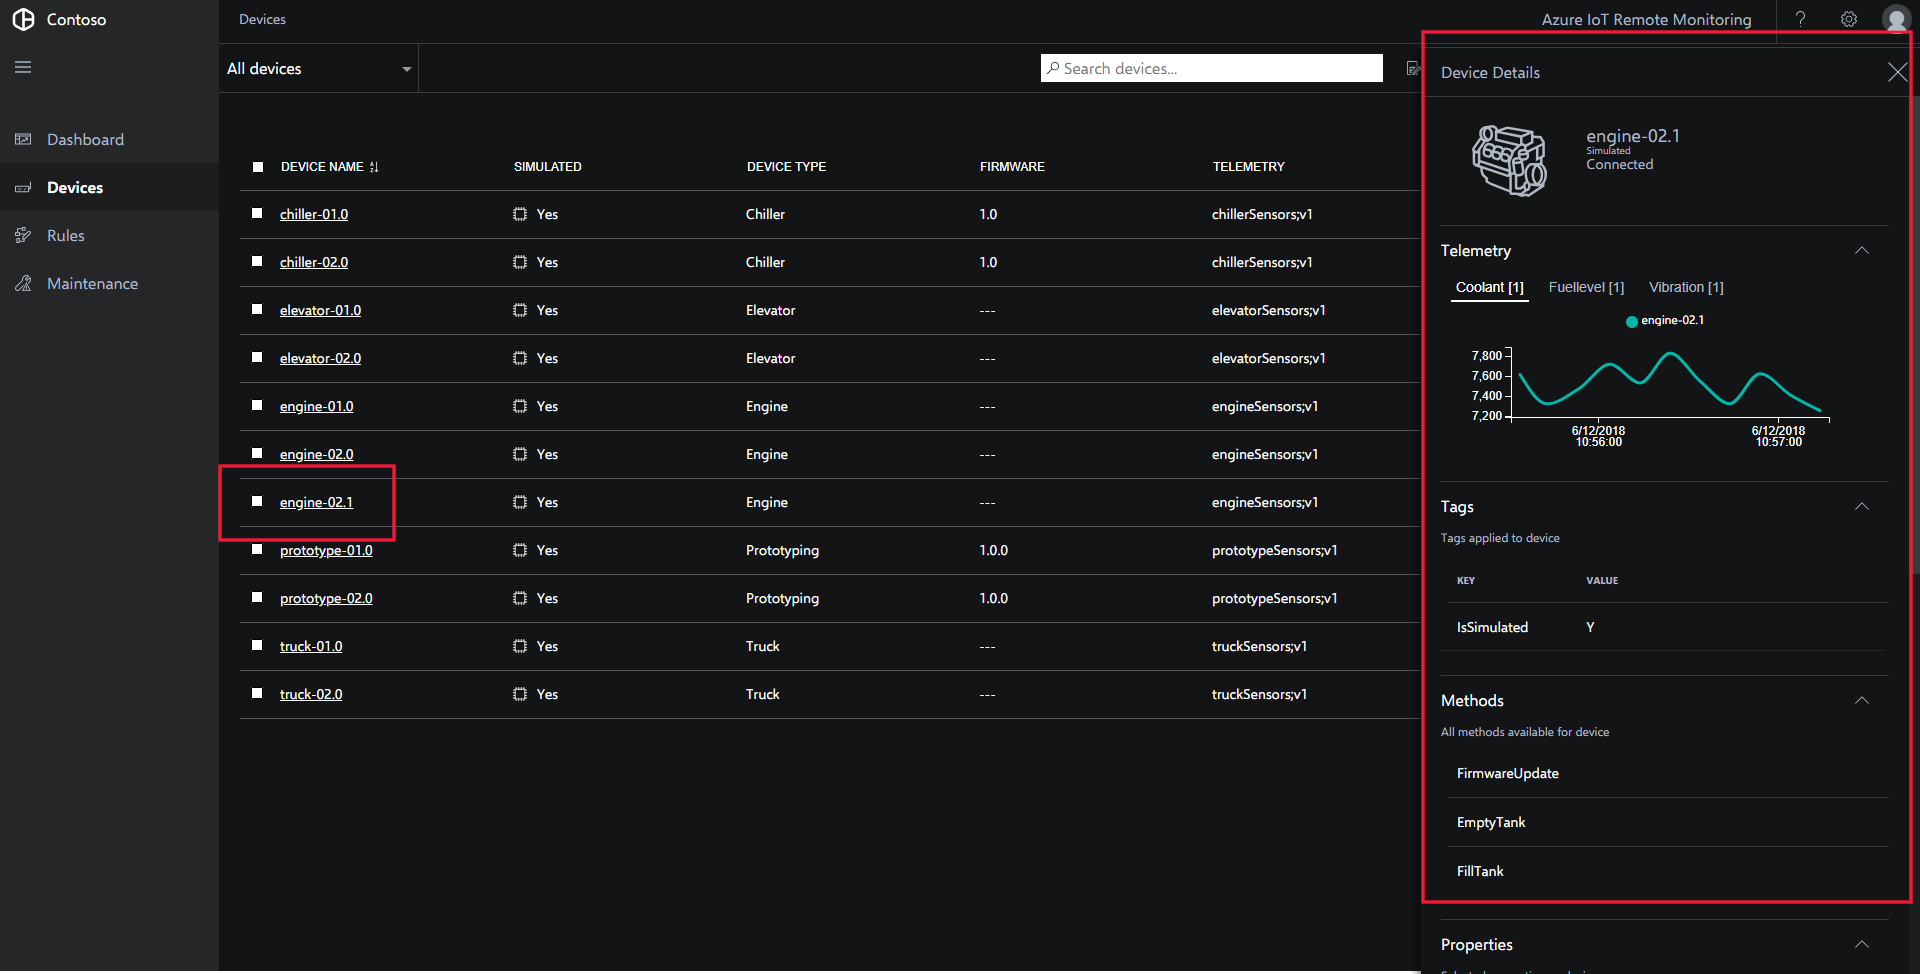 Contoso
Devices
Azure IoT Remote Monitoring
?
All devices
Search devices...
Dashboard
Devices
Rules
Maintenance
DEVICE NAME SIMULATED DEVICE TYPE FIRMWARE TELEMETRY
chiller-01.0 Yes Chiller 1.0 chillerSensors;v1
chiller-02.0 Yes Chiller 1.0 chillerSensors;v1
elevator-01.0 Yes Elevator --- elevatorSensors;v1
elevator-02.0 Yes Elevator --- elevatorSensors;v1
engine-01.0 Yes Engine --- engineSensors;v1
engine-02.0 Yes Engine --- engineSensors;v1
engine-02.1 Yes Engine --- engineSensors;v1
prototype-01.0 Yes Prototyping 1.0.0 prototypeSensors;v1
prototype-02.0 Yes Prototyping 1.0.0 prototypeSensors;v1
truck-01.0 Yes Truck --- truckSensors;v1
truck-02.0 Yes Truck --- truckSensors;v1
Device Details
engine-02.1
Simulated
Connected
Telemetry
Coolant [1] Fuellevel [1] Vibration [1]
engine-02.1
7,800
7,600
7,400
7,200
6/12/2018 6/12/2018
10:56:00 10:57:00
Tags
Tags applied to device
KEY VALUE
IsSimulated Y
Methods
All methods available for device
FirmwareUpdate
EmptyTank
FillTank
Properties